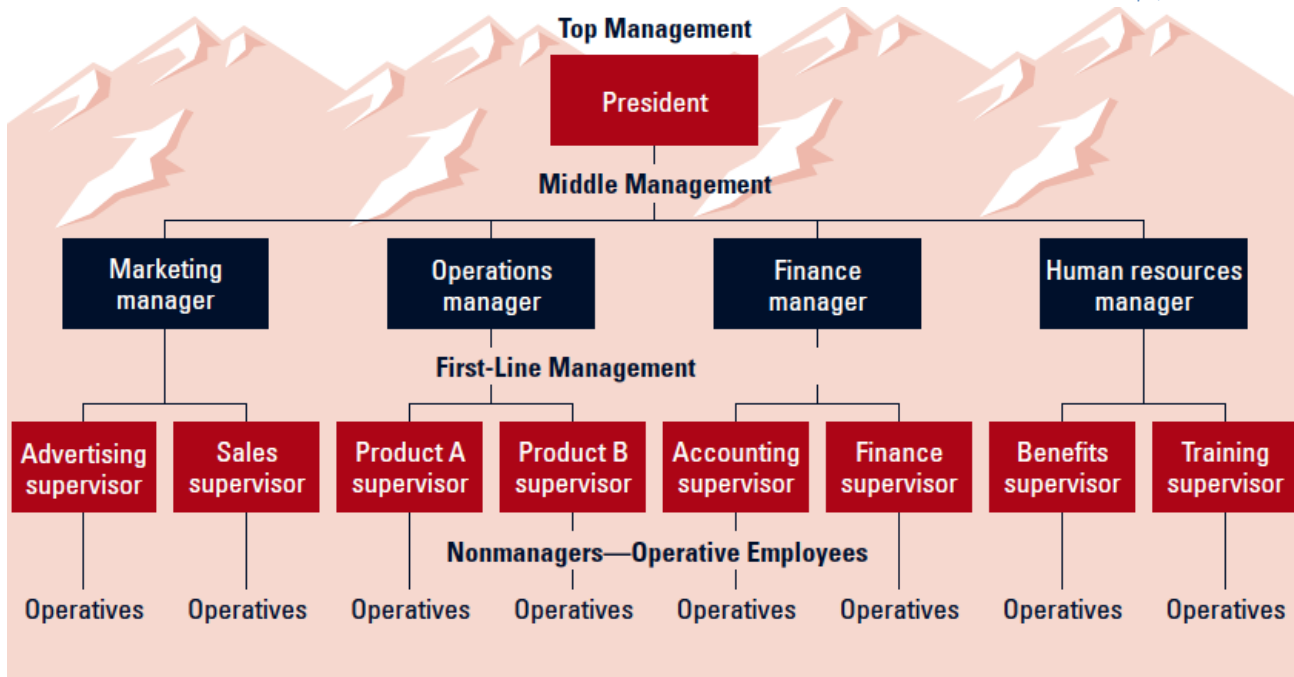 Top Management
President
Middle Management
Marketing
manager
Operations
manager
Finance
manager
Human resources
manager
First-Line Management
Advertising
supervisor
Sales
supervisor
Product A
supervisor
Product B
supervisor
Accounting
supervisor
Finance
supervisor
Benefits
supervisor
Training
supervisor
Nonmanagers—Operative Employees
Operatives
Operatives
Operatives
Operatives
Operatives
Operatives
Operatives
Operatives